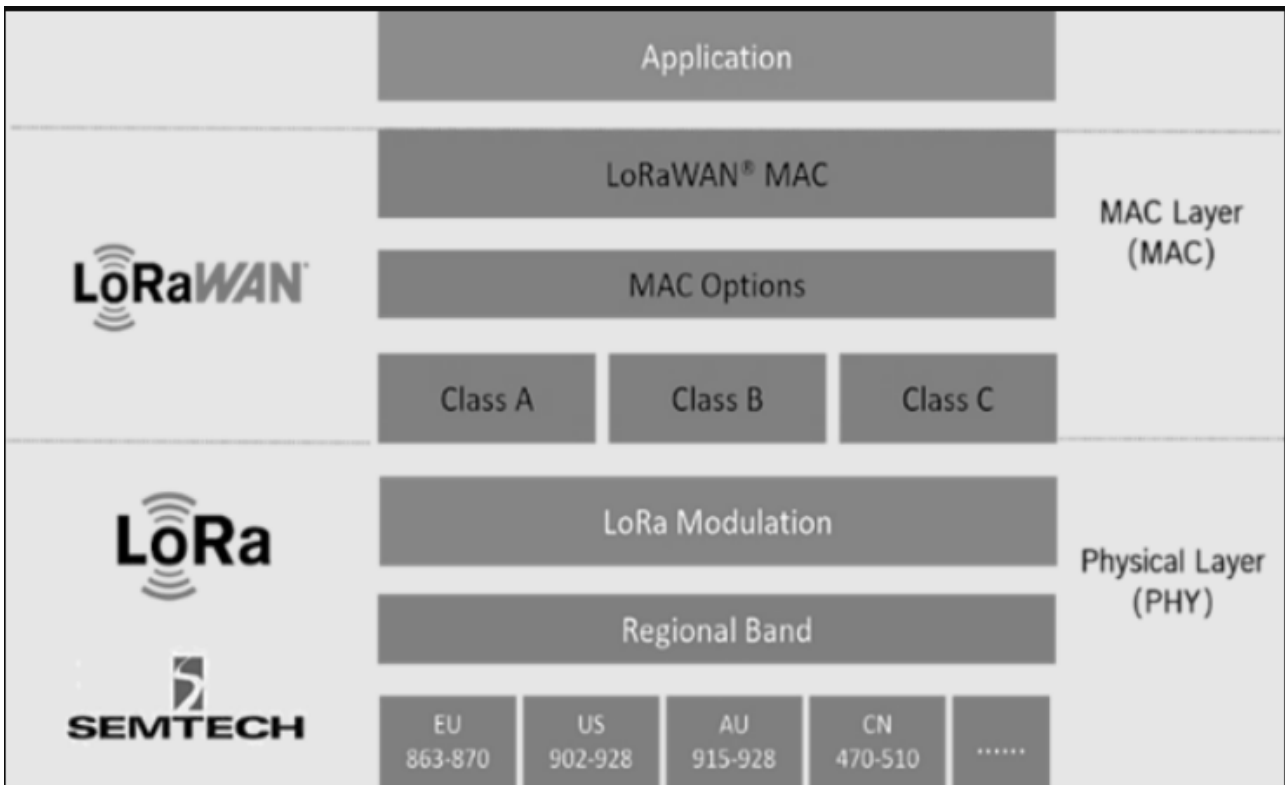 Application
LoRaWAN® MAC
MAC Layer
(MAC)
LoRaWAN
MAC Options
Class A
Class B
Class C
LoRa
LoRa Modulation
Physical Layer
(PHY)
Regional Band
SEMTECH
EU
863-870
US
902-928
AU
915-928
CN
470-510
......